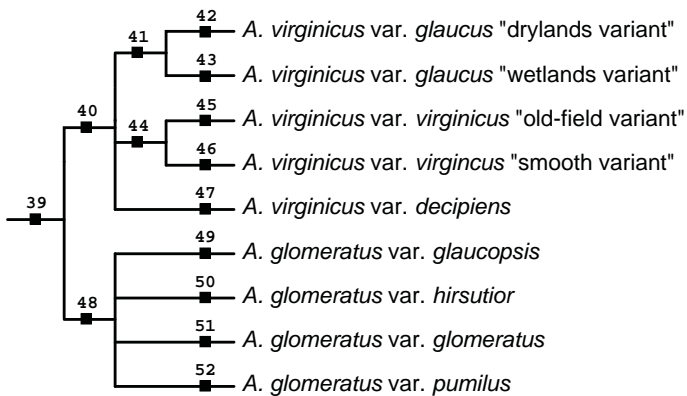 42
A. virginicus var. glaucus "drylands variant"
41
43
A. virginicus var. glaucus "wetlands variant"
40
45
A. virginicus var. virginicus "old-field variant"
44
46
A. virginicus var. virgincus "smooth variant"
47
A. virginicus var. decipiens
39
49
A. glomeratus var. glaucopsis
50
A. glomeratus var. hirsutior
48
51
A. glomeratus var. glomeratus
52
A. glomeratus var. pumilus